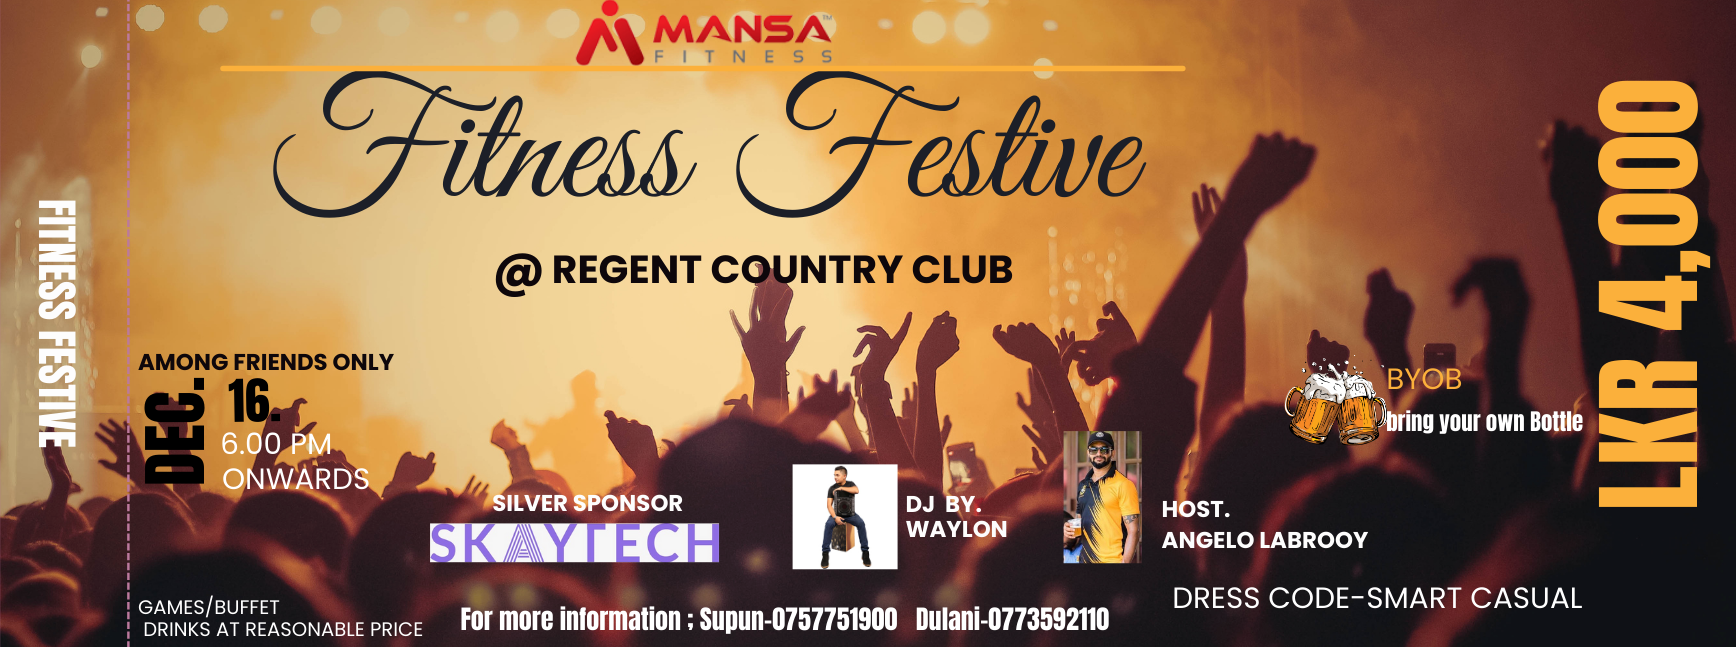 MANSA™
FITNESS
Fitness Festive
@ REGENT COUNTRY CLUB
FITNESS FESTIVE
AMONG FRIENDS ONLY
DEC. 16.
6.00 PM
ONWARDS
SILVER SPONSOR
SKAYTECH
DJ BY.
WAYLON
HOST.
ANGELO LABROOY
BYOB
bring your own Bottle
LKR 4,000
GAMES/BUFFET
DRINKS AT REASONABLE PRICE
For more information ; Supun-0757751900 Dulani-0773592110
DRESS CODE-SMART CASUAL